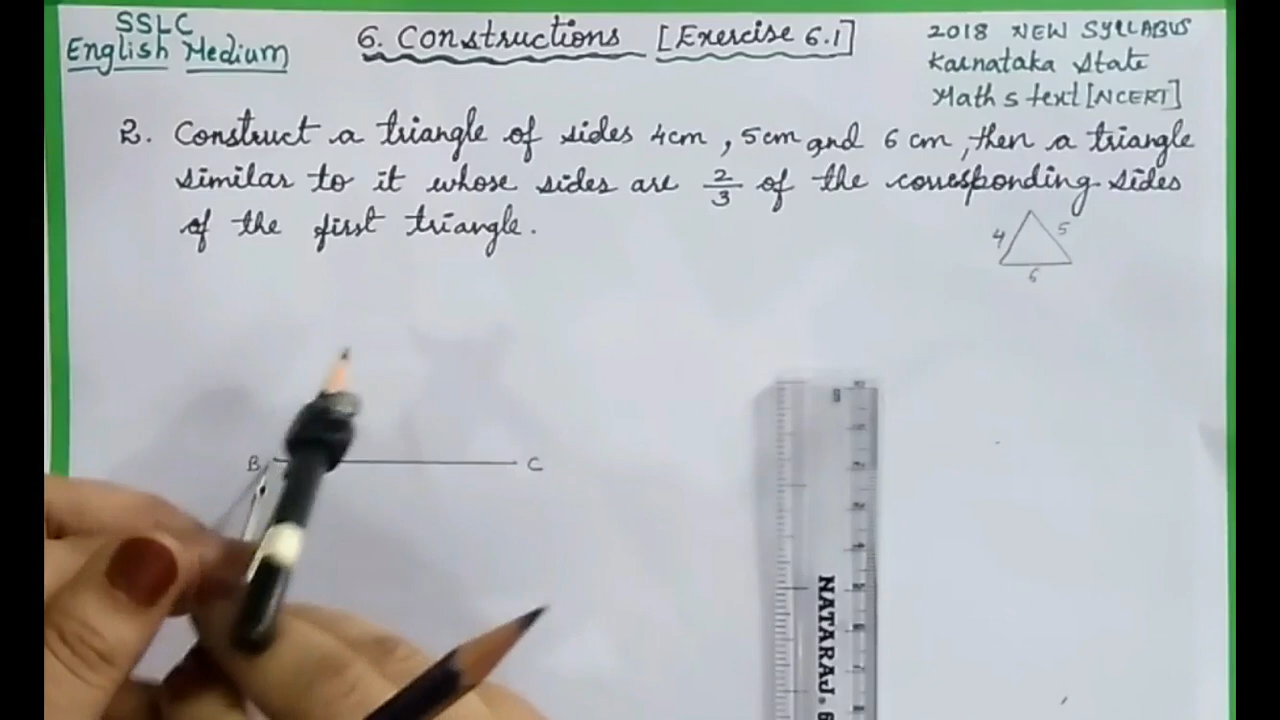 SSLC
English Medium
6. Constructions [Exercise 6.1]
2018 NEW SYLLABUS
Karnataka State
Maths text [NCERT]
2. Construct a triangle of sides 4cm, 5cm and 6 cm, then a triangle
similar to it whose sides are 2/3 of the corresponding sides
of the first triangle.
4 5
6
B C
NATARAJ.